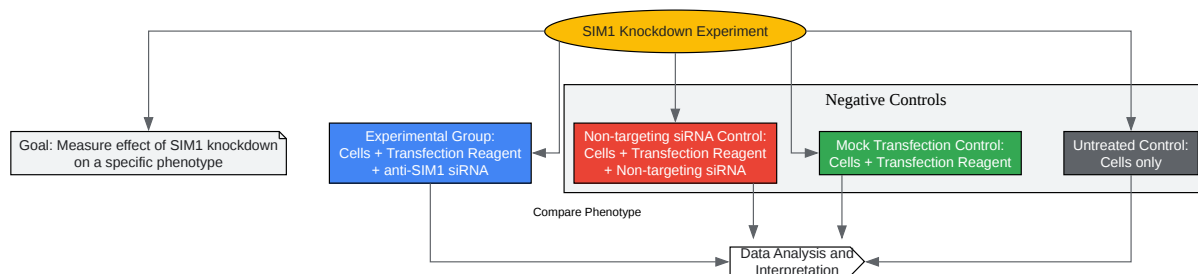 SIM1 Knockdown Experiment
Negative Controls
Goal: Measure effect of SIM1 knockdown
on a specific phenotype
Experimental Group:
Cells + Transfection Reagent
+ anti-SIM1 siRNA
Non-targeting siRNA Control:
Cells + Transfection Reagent
+ Non-targeting siRNA
Mock Transfection Control:
Cells + Transfection Reagent
Untreated Control:
Cells only
Compare Phenotype
Data Analysis and
Interpretation